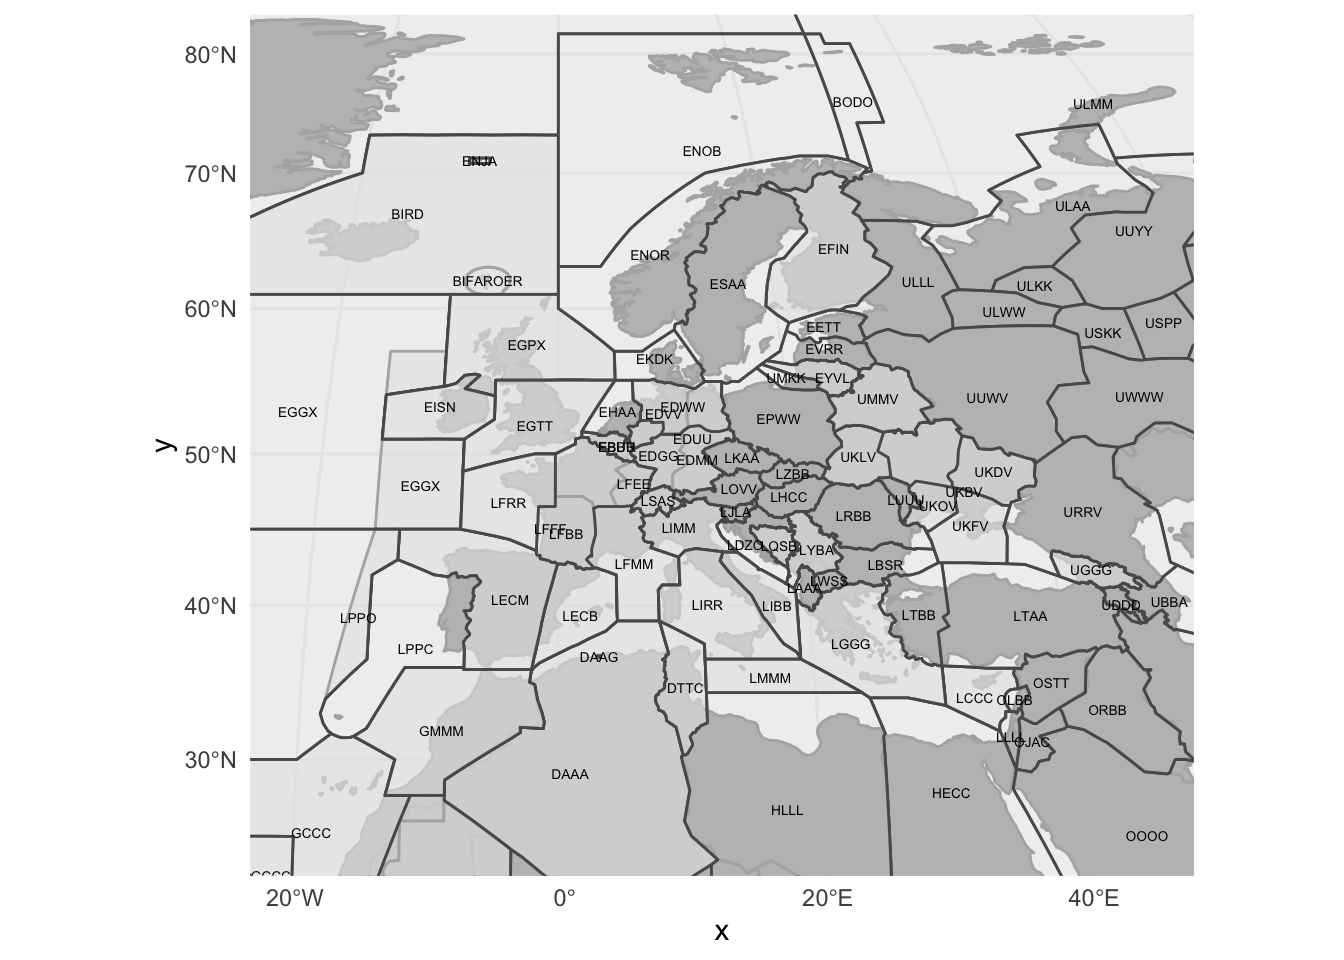 80°N
BODO
ULMM
ENOB
ENJA
70°N
BIRD
ULAA
UUYY
EFIN
ENOR
BIFAROER
ESAA
ULLL
ULKK
60°N
ULWW
USPP
EETT
USKK
EGPX
EVRR
EKDK
UMKK
EYVL
EGGX
EISN
EHAA
EDVV
EDWW
UMMV
UUWV
UWWW
EGTT
EPWW
EDUU
50°N
EDGG
EDMM
LKAA
UKLV
LZBB
UKDV
EGGX
LFEE
LOVV
LFRR
LSAS
LHCC
LUUU
UKBV
UKOV
LJLA
LRBB
URRV
LFFF
LFBB
LIMM
UKFV
LDZO
LQSB
LYBA
LFMM
LBSR
UGGG
LAAA
LWSS
40°N
LECM
LIRR
LIBB
LTBB
LTAA
UDDD
UBBA
LPPO
LECB
LPPC
LGGG
DAAG
DTTC
LMMM
LCCC
OLBB
OSTT
ORBB
GMMM
LLLL
OJAC
30°N
DAAA
HLLL
HECC
GCCC
OOOO
GCCC
20°W
0°
20°E
40°E
x
y